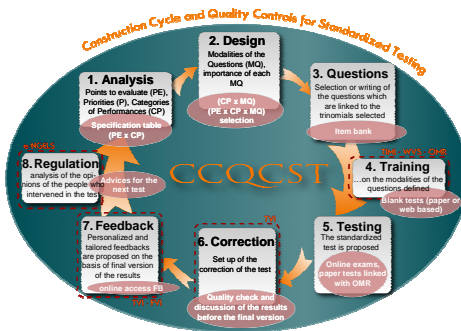 Construction Cycle and Quality Controls for Standardized Testing
2. Design
Modalities of the
Questions (MQ),
importance of each
MQ
(CP x MQ)
(PE x CP x MQ)
selection
1. Analysis
Points to evaluate (PE),
Priorities (P), Categories
of Performances (CP)
Specification table
(PE x CP)
3. Questions
Selection or writing of
the questions which
are linked to the
trinomials selected
Item bank
8. Regulation
analysis of the opi-
nions of the people who
intervened in the test
Advices for the
next test
CCQCST
4. Training
...on the modalities of the
questions defined
Blank tests (paper or
web based)
7. Feedback
Personalized and
tailored feedbacks
are proposed on the
basis of final version
of the results
online access FB
6. Correction
Set up of the
correction of the test
Quality check and
discussion of the results
before the final version
5. Testing
The standardized
test is proposed
Online exams,
paper tests linked
with OMR